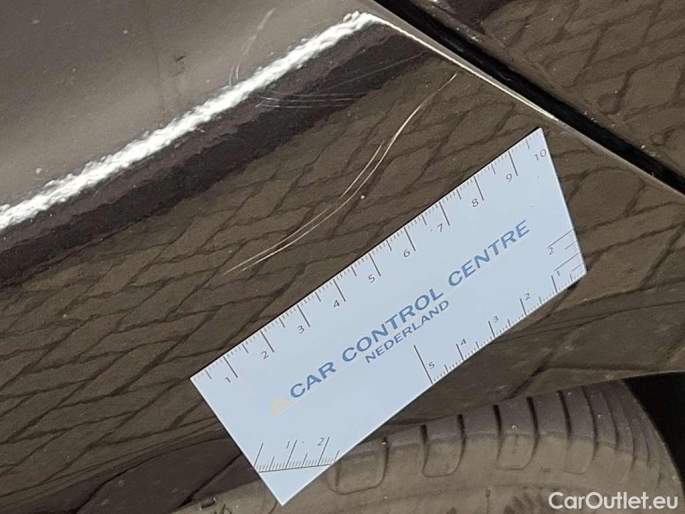 1 2 3 4 5 6 7 8 9 10
CAR CONTROL CENTRE
NEDERLAND
5 4 3 2 1
2
1 2
CarOutlet.eu